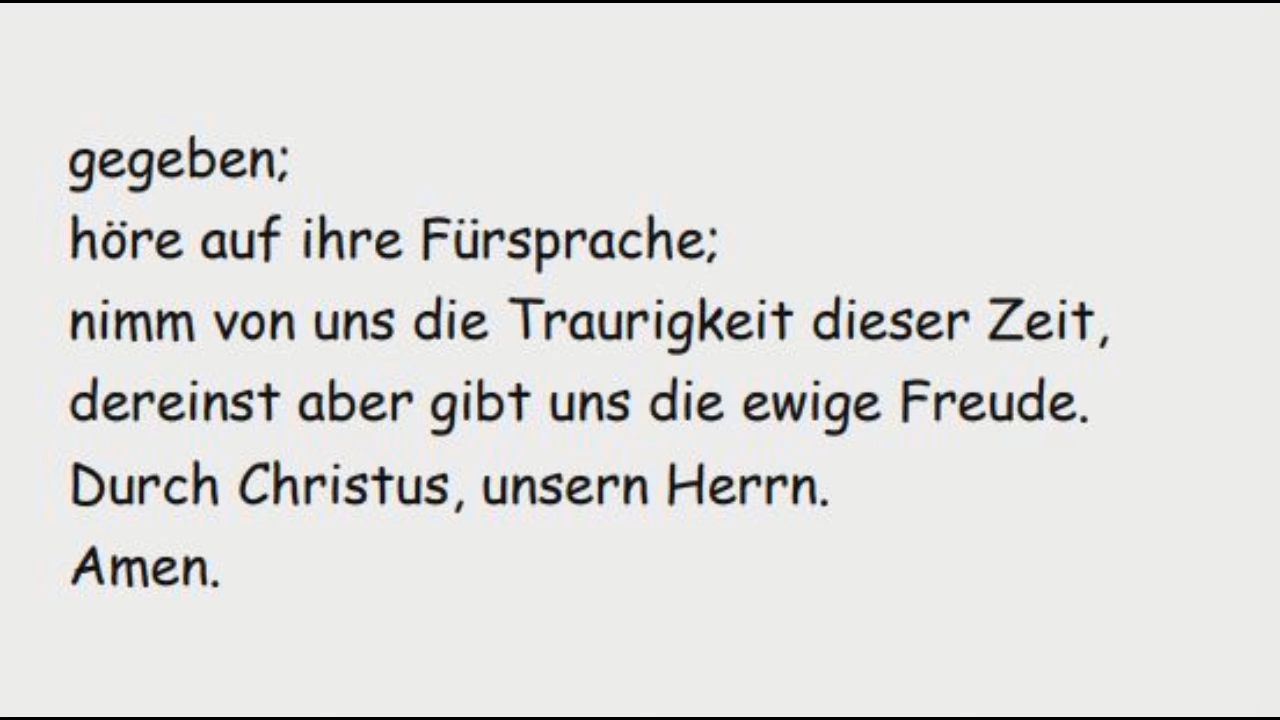 gegeben;
höre auf ihre Fürsprache;
nimm von uns die Traurigkeit dieser Zeit,
dereinst aber gibt uns die ewige Freude.
Durch Christus, unsern Herrn.
Amen.